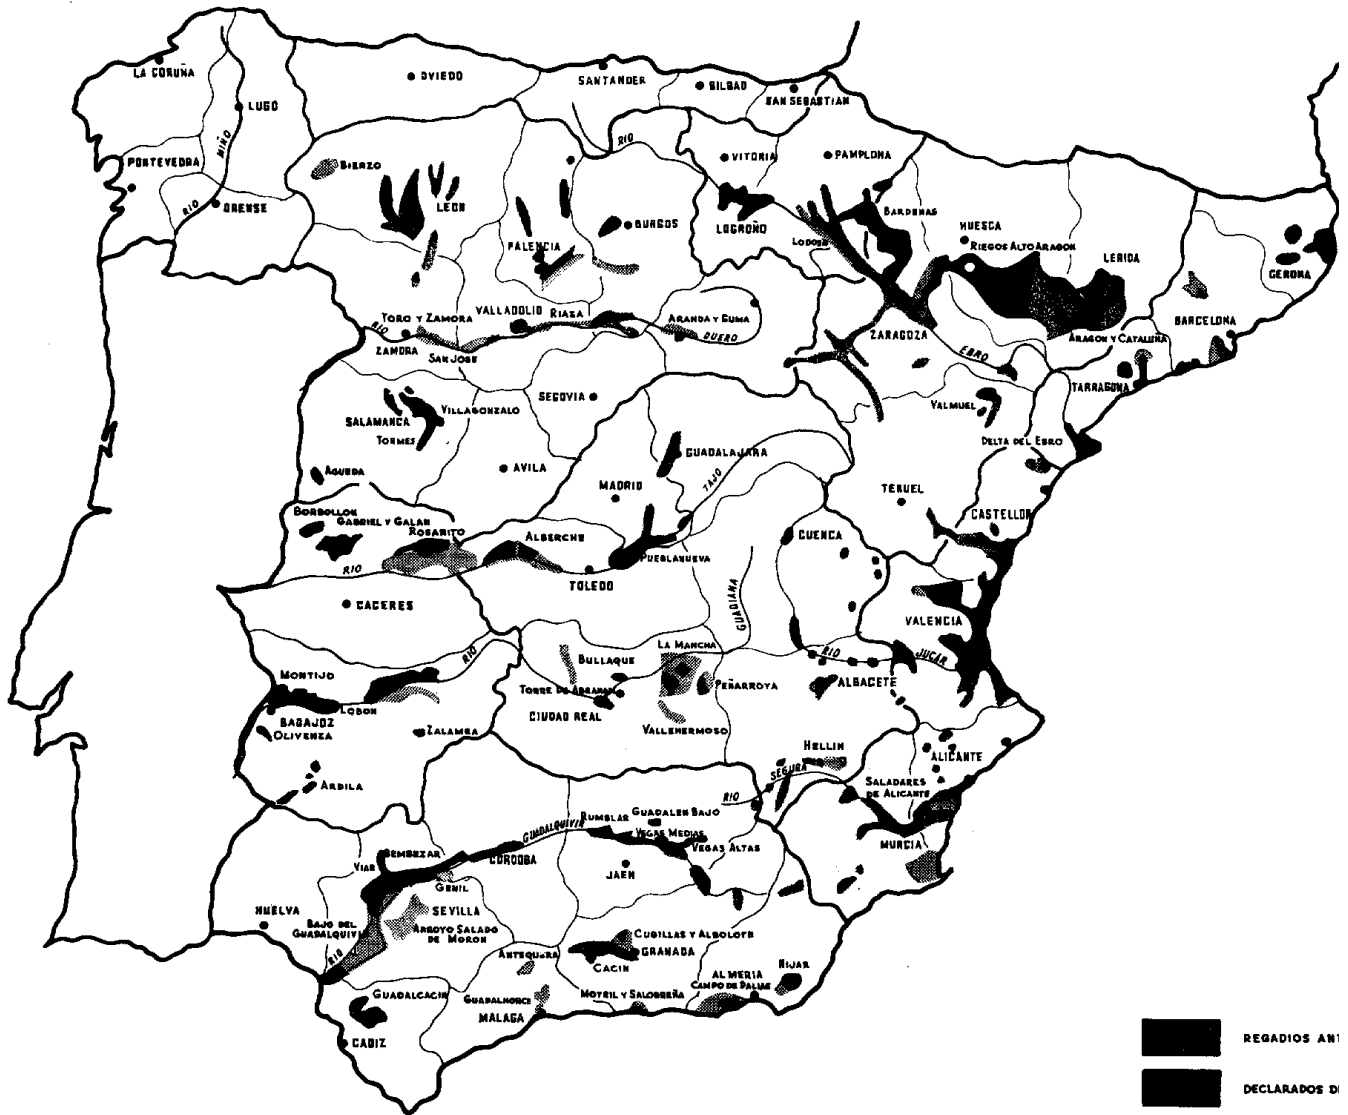 LA CORUÑA
OVIEDO
SANTANDER
BILBAO
SAN SEBASTIAN
LUGO
MIÑO
PONTEVEDRA
BIERZO
RIO
VITORIA
PAMPLONA
RIO
ORENSE
LEON
BURGOS
LOGROÑO
BARDENAS
LODOSA
HUESCA
RIEGOS ALTO ARAGON
PALENCIA
LERIDA
GERONA
TORO Y ZAMORA
VALLADOLID
RIAZA
ARANDA Y GUMA
RIO
DUERO
ZAMORA
SAN JOSE
ZARAGOZA
EBRO
ARAGON Y CATALUÑA
BARCELONA
TARRAGONA
SEGOVIA
VALMUEL
SALAMANCA
VILLAGONZALO
TORMES
DELTA DEL EBRO
AGUEDA
AVILA
GUADALAJARA
TAJO
MADRID
TERUEL
BORBOLLON
GABRIEL Y GALAN
ROSARITO
ALBERCHE
CASTELLON
CUENCA
PUEBLANUEVA
RIO
TOLEDO
CACERES
GUADIANA
VALENCIA
RIO
LA MANCHA
RIO
JUCAR
MONTIJO
BULLAQUE
LOBON
PEÑARROYA
ALBACETE
BADAJOZ
CIUDAD REAL
OLIVENZA
ZALAMEA
VALLEHERMOSO
HELLIN
ALICANTE
SEGURA
ARDILA
RIO
SALADARES
DE ALICANTE
RUMBLAR
GUADALEN BAJO
GUADALQUIVIR
VEGAS MEDIAS
VEGAS ALTAS
MURCIA
BEMBEZAR
CORDOBA
VIAR
GENIL
JAEN
HUELVA
SEVILLA
BAJO DEL
GUADALQUIVI
ARROYO SALADO
DE MORON
RIO
CUBILLAS Y ALBOLOTE
GRANADA
ANTEQUERA
CACIN
ALMERIA
CAMPO DE DALIAS
NIJAR
GUADALCACIN
GUADALHORCE
MOTRIL Y SALOBREÑA
MALAGA
CADIZ
REGADIOS ANT
DECLARADOS D